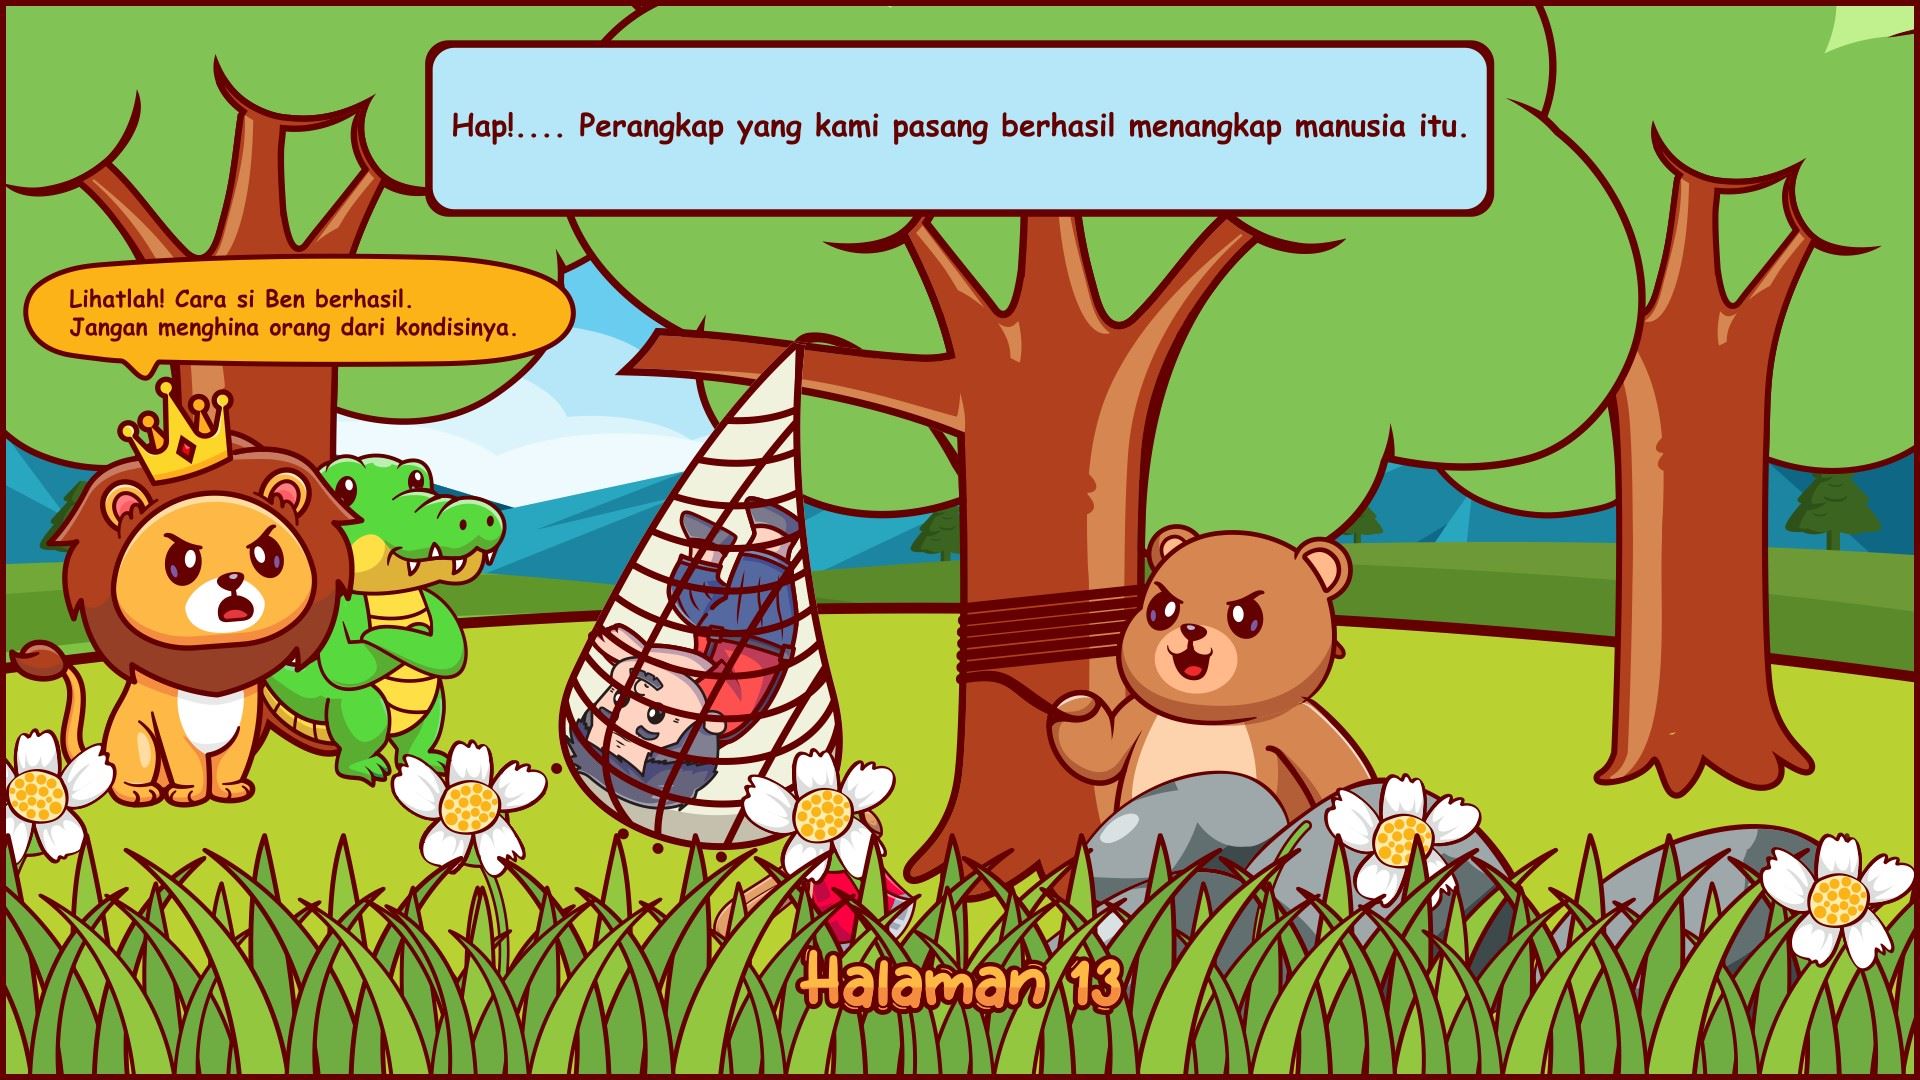 Hap!.... Perangkap yang kami pasang berhasil menangkap manusia itu.
Lihatlah! Cara si Ben berhasil.
Jangan menghina orang dari kondisinya.
Halaman 13